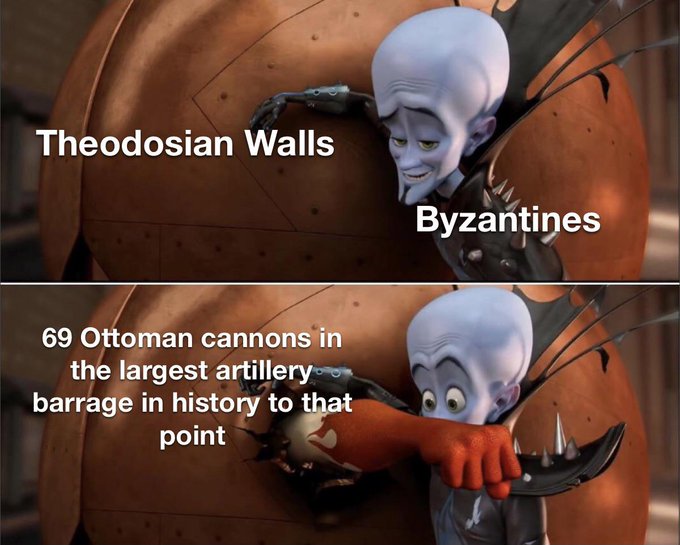 Theodosian Walls
Byzantines
69 Ottoman cannons in
the largest artillery
barrage in history to that
point